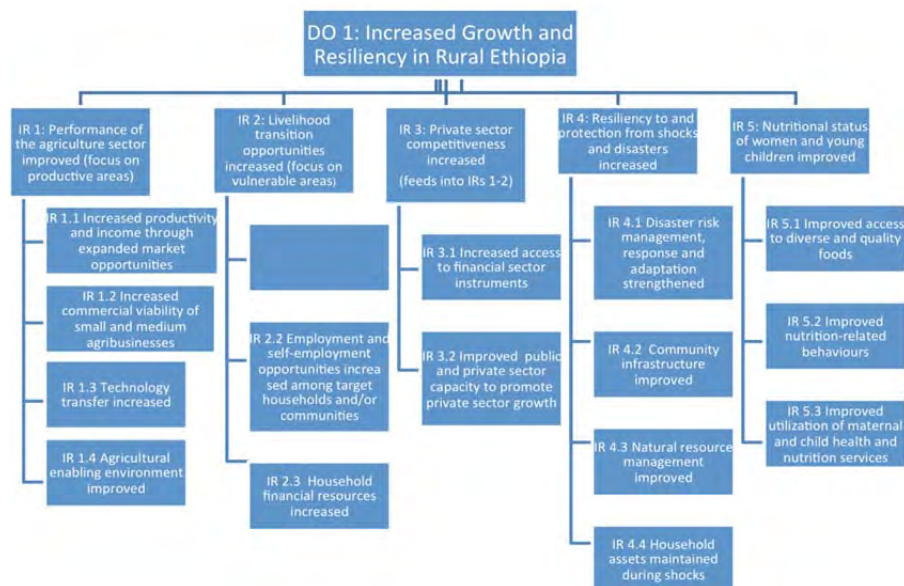 DO 1: Increased Growth and
Resiliency in Rural Ethiopia
IR 1: Performance of
the agriculture sector
improved (focus on
productive areas)
IR 1.1 Increased productivity
and income through
expanded market
opportunities
IR 1.2 Increased
commercial viability of
small and medium
agribusinesses
IR 1.3 Technology
transfer increased
IR 1.4 Agricultural
enabling environment
improved
IR 2: Livelihood
transition
opportunities
increased (focus on
vulnerable areas)
IR 2.2 Employment and
self-employment
opportunities increa
sed among target
households and/or
communities
IR 2.3 Household
financial resources
increased
IR 3: Private sector
competitiveness
increased
(feeds into IRs 1-2)
IR 3.1 Increased access
to financial sector
instruments
IR 3.2 Improved public
and private sector
capacity to promote
private sector growth
IR 4: Resiliency to and
protection from shocks
and disasters
increased
IR 4.1 Disaster risk
management,
response and
adaptation
strengthened
IR 4.2 Community
infrastructure
improved
IR 4.3 Natural resource
management
improved
IR 4.4 Household
assets maintained
during shocks
IR 5: Nutritional status
of women and young
children improved
IR 5.1 Improved access
to diverse and quality
foods
IR 5.2 Improved
nutrition-related
behaviours
IR 5.3 Improved
utilization of maternal
and child health and
nutrition services